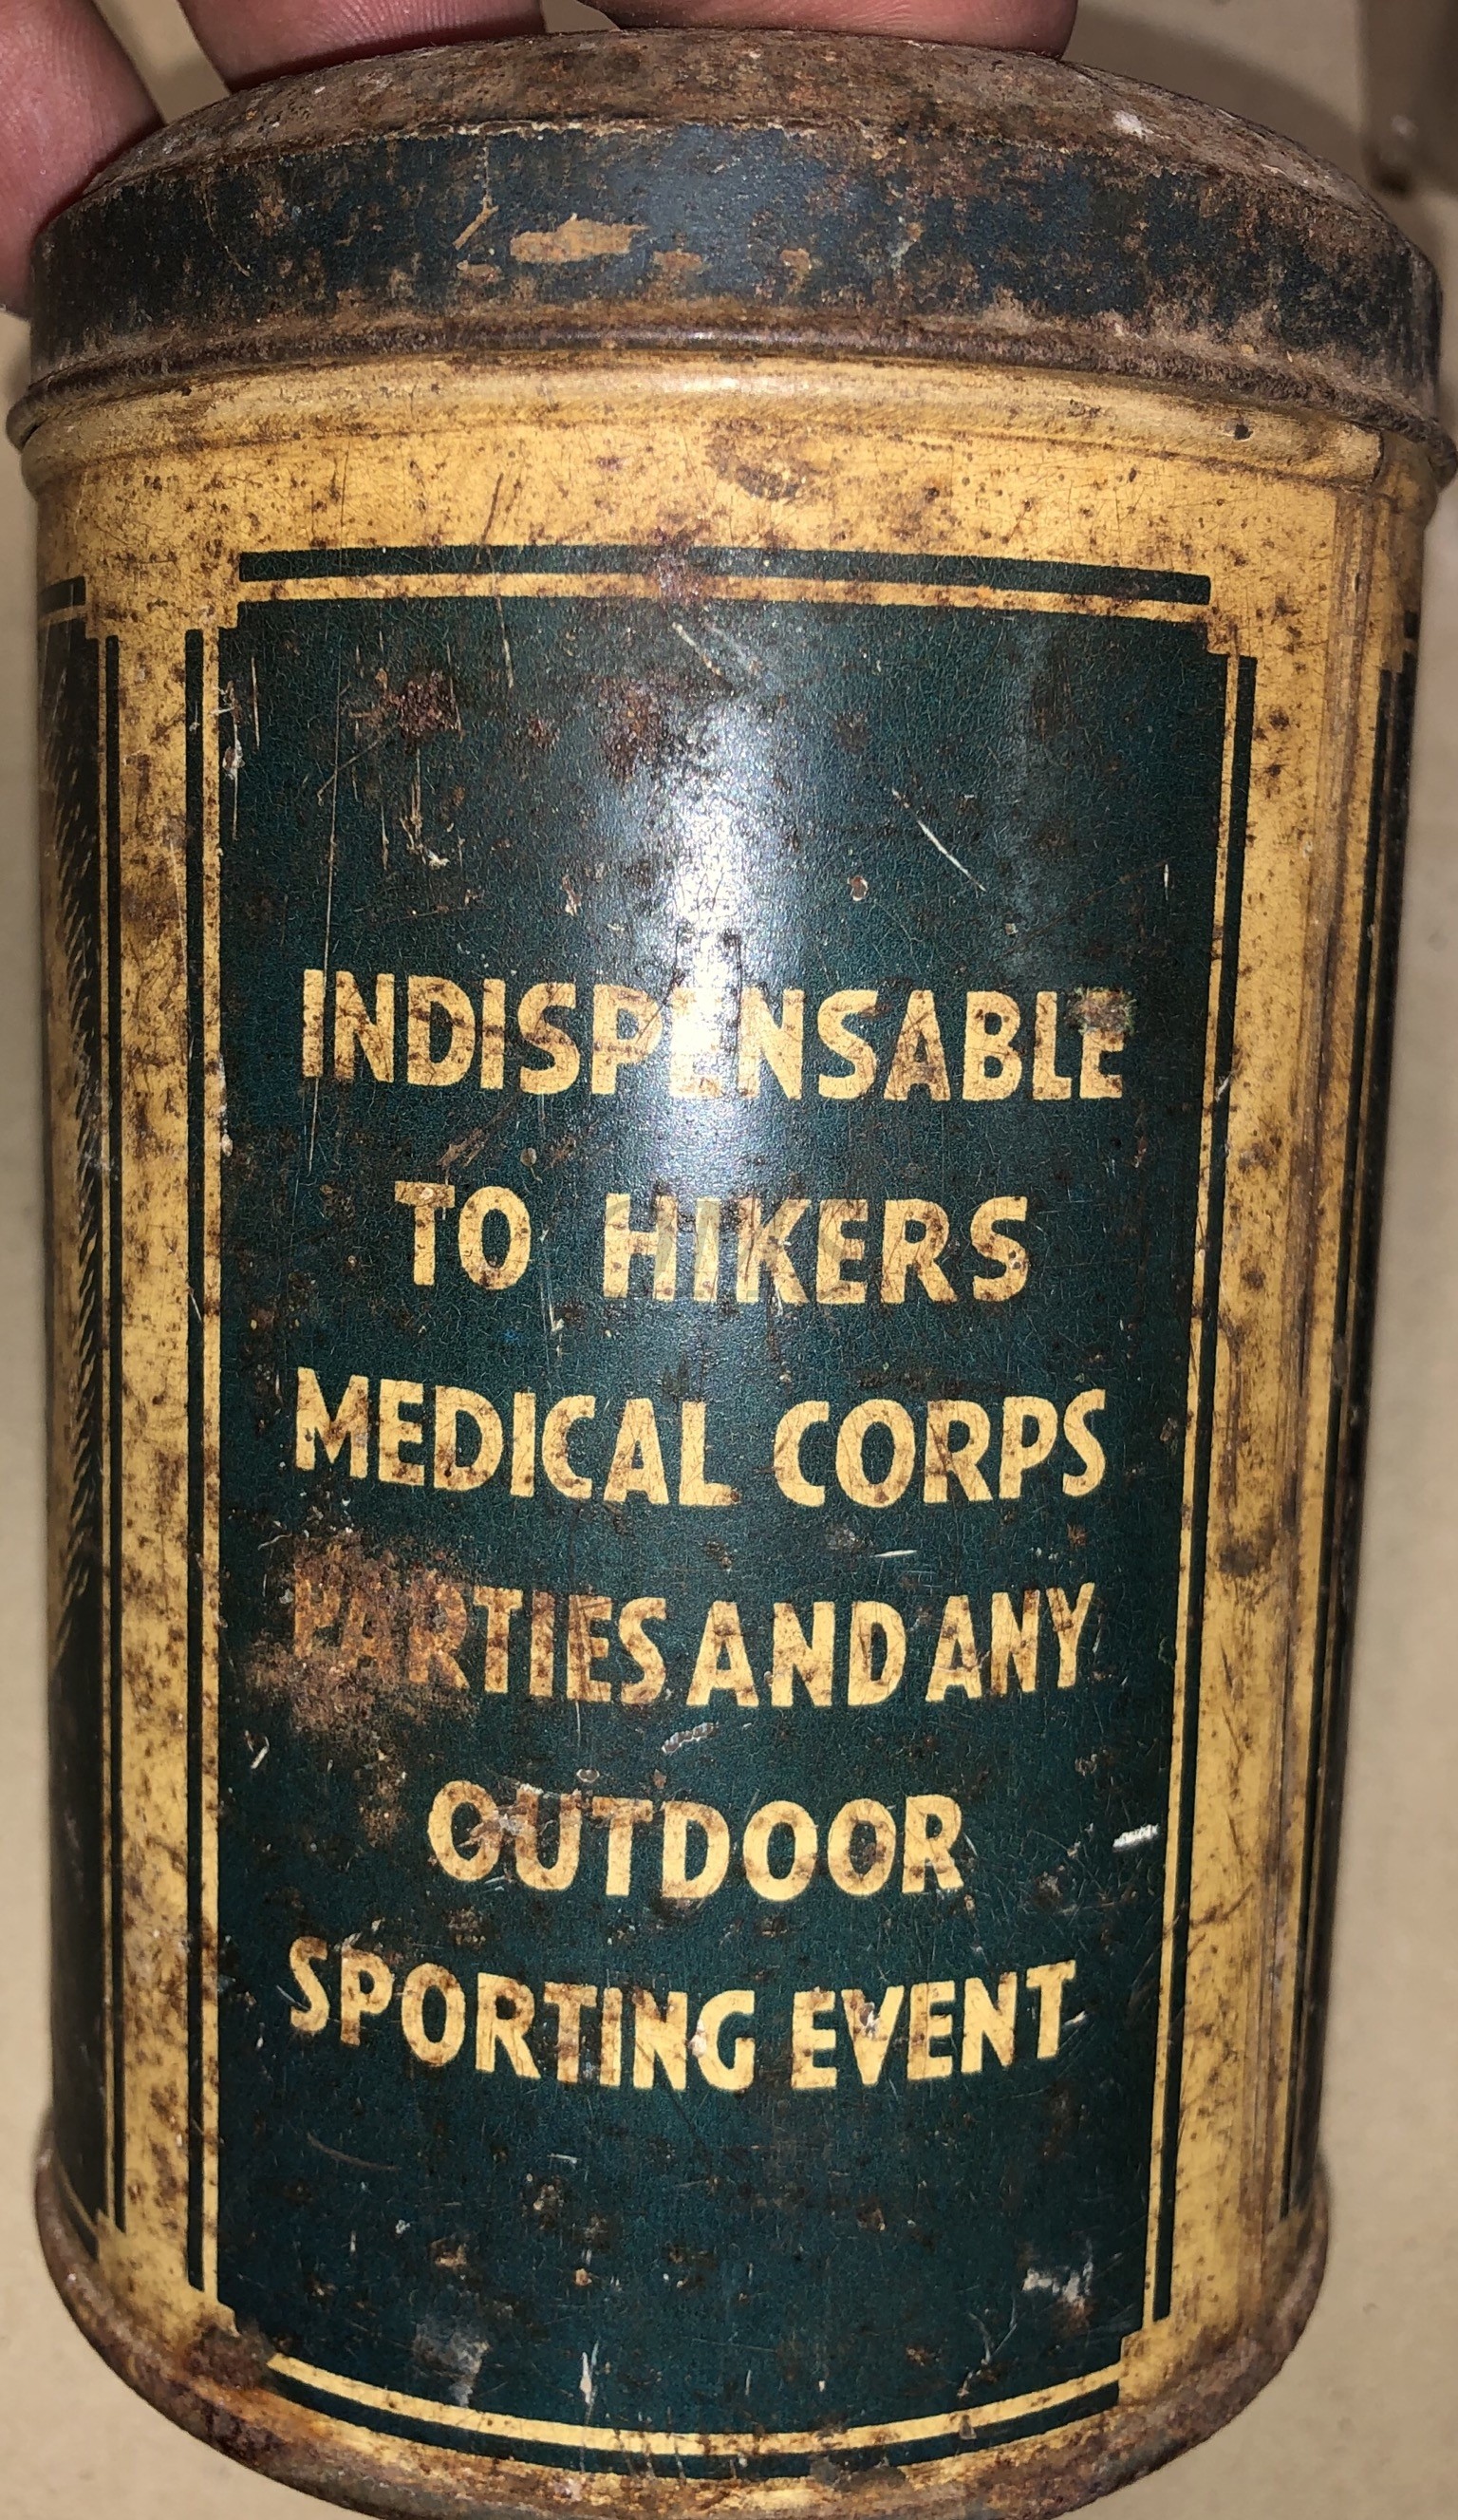 INDISPENSABLE
TO HIKERS
MEDICAL CORPS
PARTIES AND ANY
OUTDOOR
SPORTING EVENT